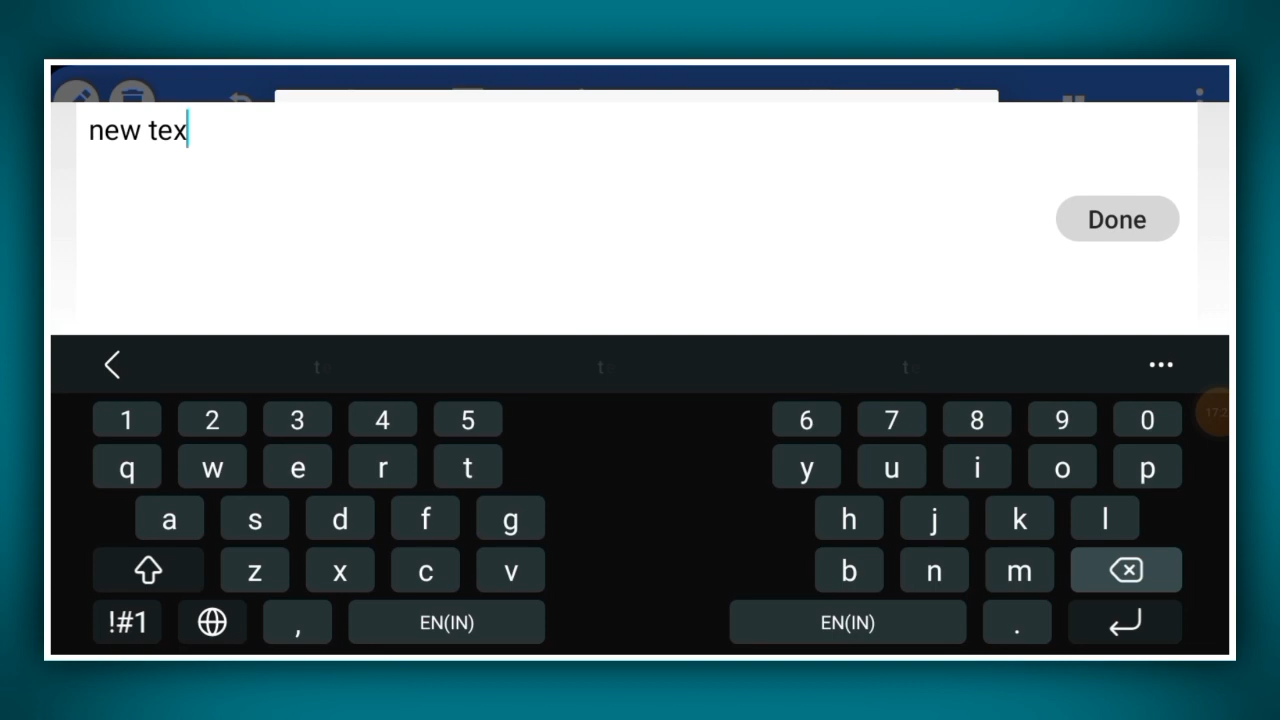 new tex
Done
1 2 3 4 5 6 7 8 9 0
q w e r t y u i o p
a s d f g h j k l
z x c v b n m
!#1 , EN(IN) EN(IN) .